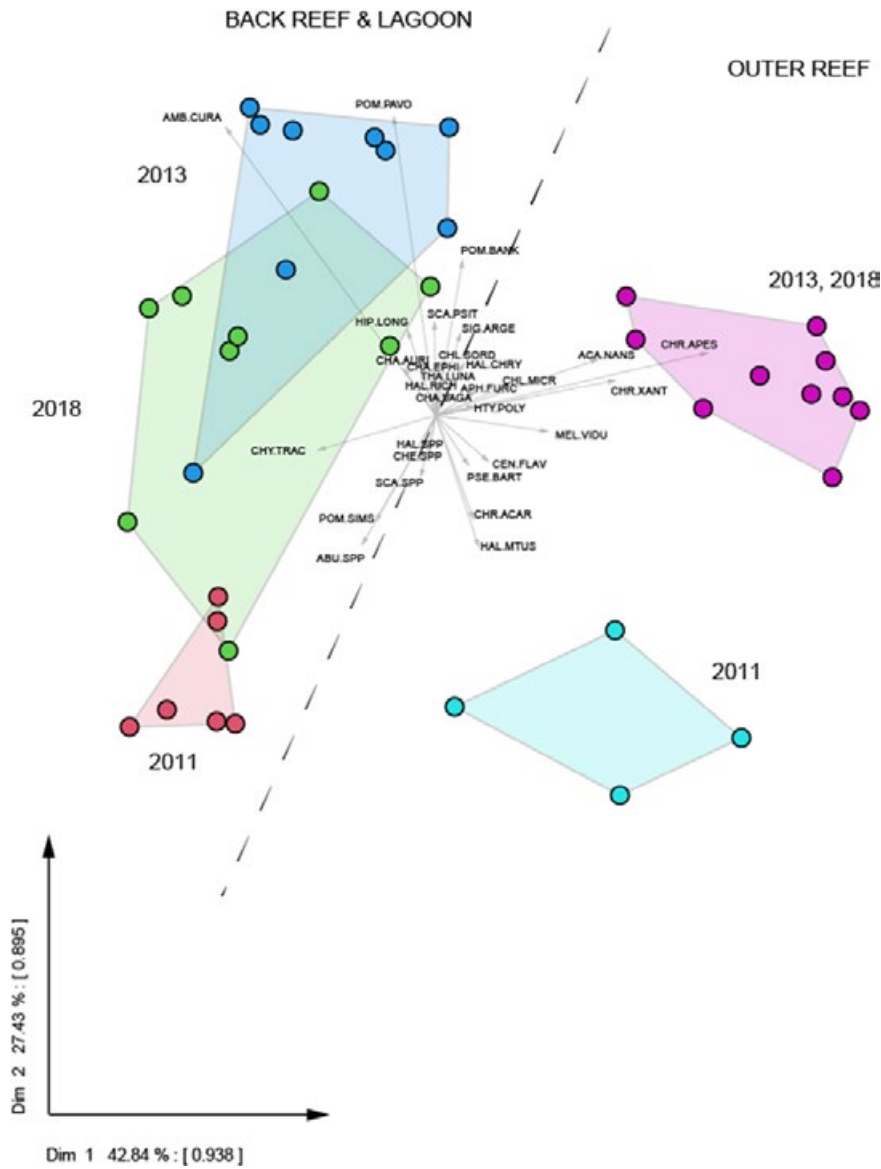 BACK REEF & LAGOON
OUTER REEF
AMB.CURA
POM.PAVO
2013
POM.BANK
2013, 2018
SCA.PSIT
HIP.LONG
SIG.ARGE
CHR.APES
CHL.SORD
ACA.NANS
CHA.AURI
HAL.CHRY
CHA.EPHI
THA.LUNA
CHL.MICR
HAL.RICH
APH.FURC
CHR.XANT
CHA.VAGA
HTY.POLY
2018
MEL.VIDU
HAL.SPP
CHY.TRAC
CHE.SPP
CEN.FLAV
PSE.BART
SCA.SPP
CHR.ACAR
POM.SIMS
HAL.MTUS
ABU.SPP
2011
2011
Dim 2 27.43 % : [ 0.895 ]
Dim 1 42.84 % : [ 0.938 ]